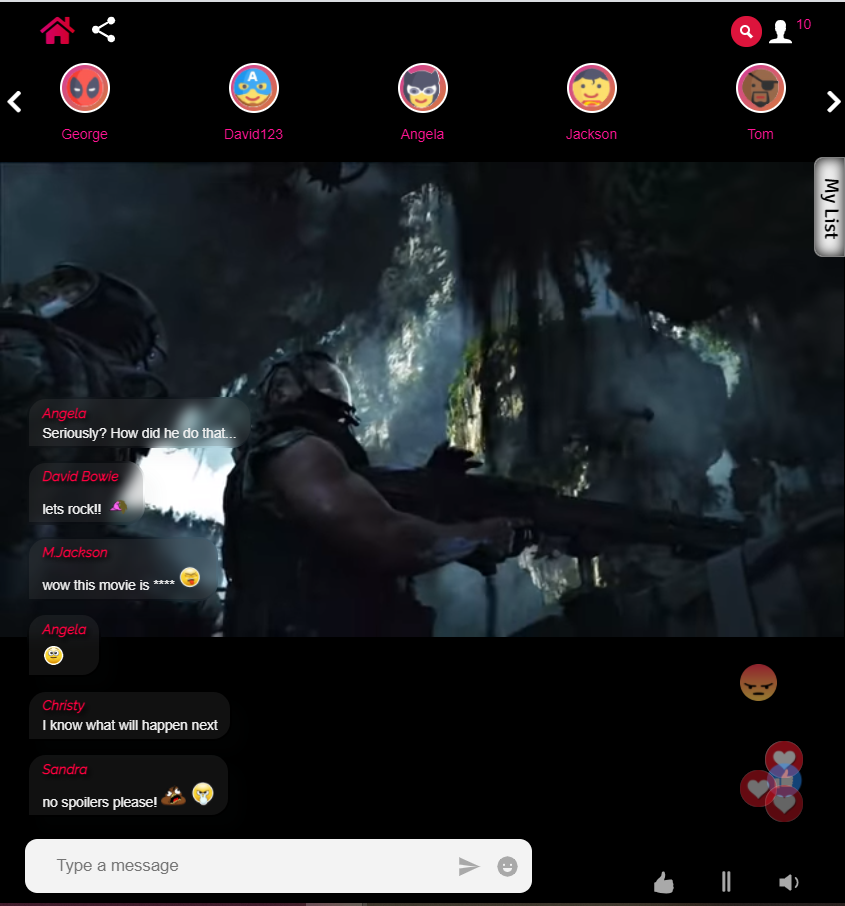 10
A
George
David123
Angela
Jackson
Tom
My List
Angela
Seriously? How did he do that...
David Bowie
lets rock!!
M.Jackson
wow this movie is ****
Angela
Christy
I know what will happen next
Sandra
no spoilers please!
Type a message